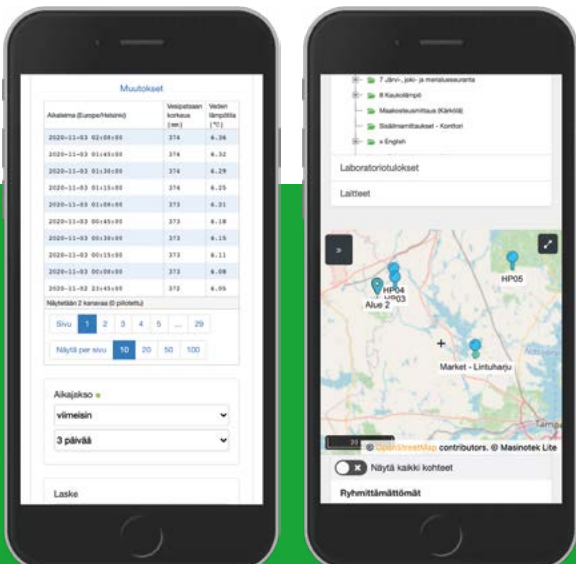 Muutokset
Aikaleima (Europe/Helsinki) Vesipatsaan korkeus [mm] Veden lämpötila [°C]
2020-11-03 02:00:00 374 6.36
2020-11-03 01:45:00 374 6.32
2020-11-03 01:30:00 374 6.29
2020-11-03 01:15:00 374 6.25
2020-11-03 01:00:00 373 6.21
2020-11-03 00:45:00 373 6.18
2020-11-03 00:30:00 373 6.15
2020-11-03 00:15:00 373 6.11
2020-11-03 00:00:00 373 6.08
2020-11-02 23:45:00 372 6.05
Näytetään 2 kanavaa (0 piilotettu)
Sivu 1 2 3 4 5 ... 29
Näytä per sivu 10 20 50 100
Aikajakso
viimeisin
3 päivää
Laske
7 Järvi-, joki- ja merialueseuranta
8 Kaukolämpö
Maakosteusmittaus (Kärkölä)
Sisäilmamittaukset - Konttori
» English
Laboratoriotulokset
Laitteet
»
HP05
HP04
03
Alue 2
Market - Lintuharju
Tampe
© OpenStreetMap contributors. © Masinotek Lite
Näytä kaikki kohteet
Ryhmittämättömät